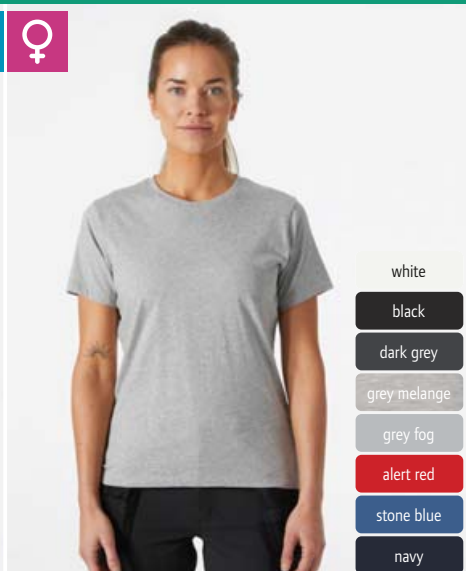 white
black
dark grey
grey melange
grey fog
alert red
stone blue
navy